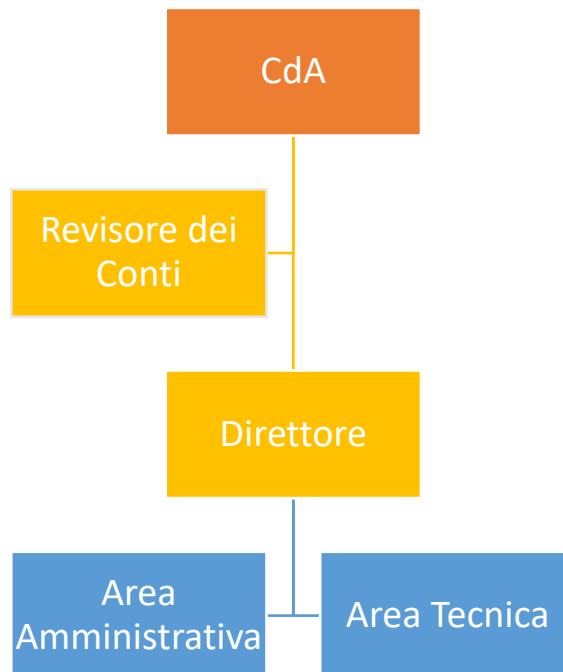 CdA
Revisore dei
Conti
Direttore
Area
Amministrativa
Area Tecnica